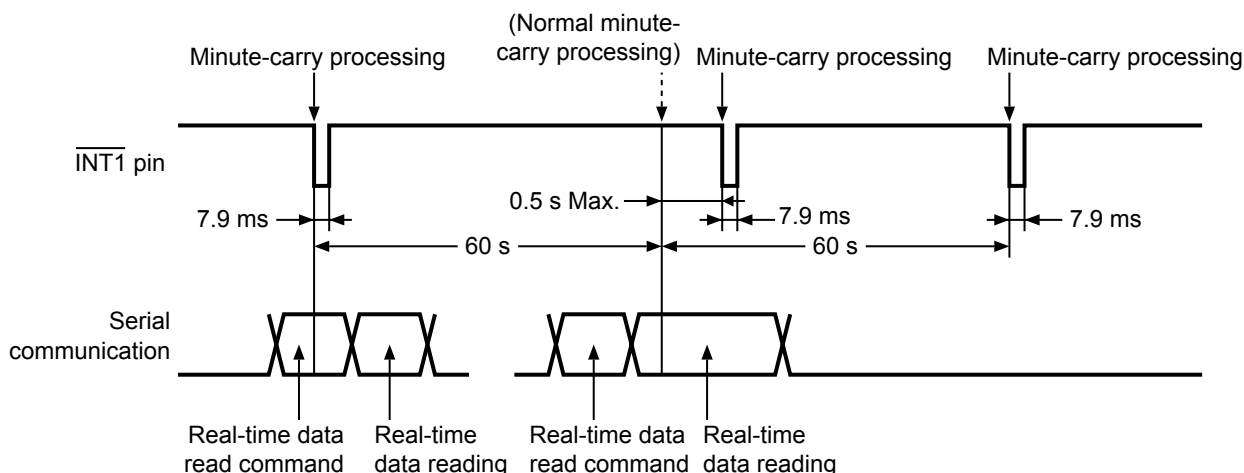 (Normal minute-
carry processing)
Minute-carry processing
Minute-carry processing
Minute-carry processing
INT1 pin
0.5 s Max.
7.9 ms
7.9 ms
7.9 ms
60 s
60 s
Serial
communication
Real-time data
read command
Real-time
data reading
Real-time data
read command
Real-time
data reading